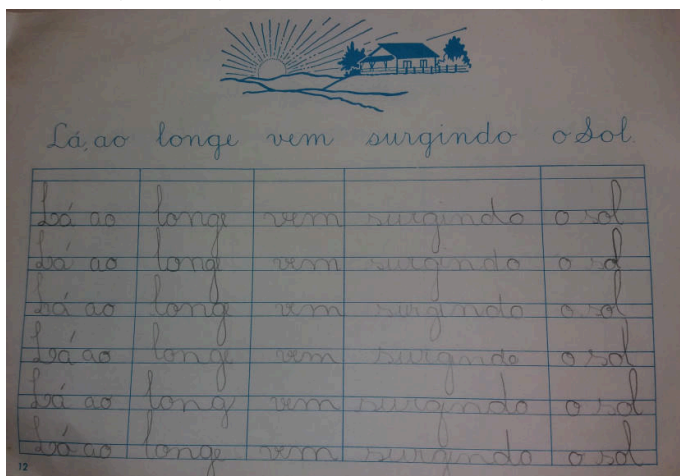 Lá, ao longe vem surgindo o Sol.
Lá ao longe vem surgindo o sol
Lá ao long vem surgindo o sol
Lá ao longe vem surgindo o sol
Lá ao longe vem surgindo o sol
Lá ao long vem surgindo o sol
Lá ao longe vem surgindo o sol
12